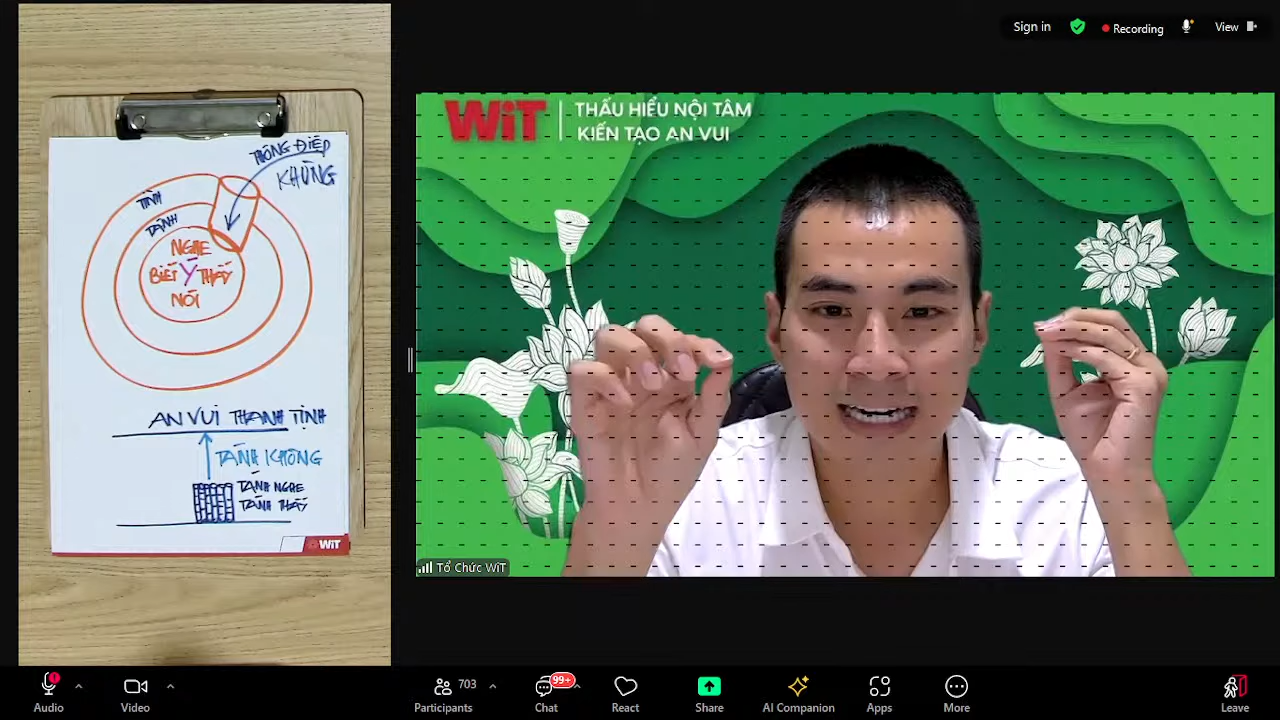 Sign in
Recording
View
WiT
THẤU HIỂU NỘI TÂM
KIẾN TẠO AN VUI
THÔNG ĐIỆP
KHỦNG
TÌNH
TÁNH
NGHE
BIẾT Ý THẤY
NÓI
AN VUI THANH TỊNH
TÁNH KHÔNG
TÁNH NGHE
TÁNH THẤY
WiT
Tổ Chức WiT
Audio
Video
703
Participants
99+
Chat
React
Share
AI Companion
Apps
More
Leave